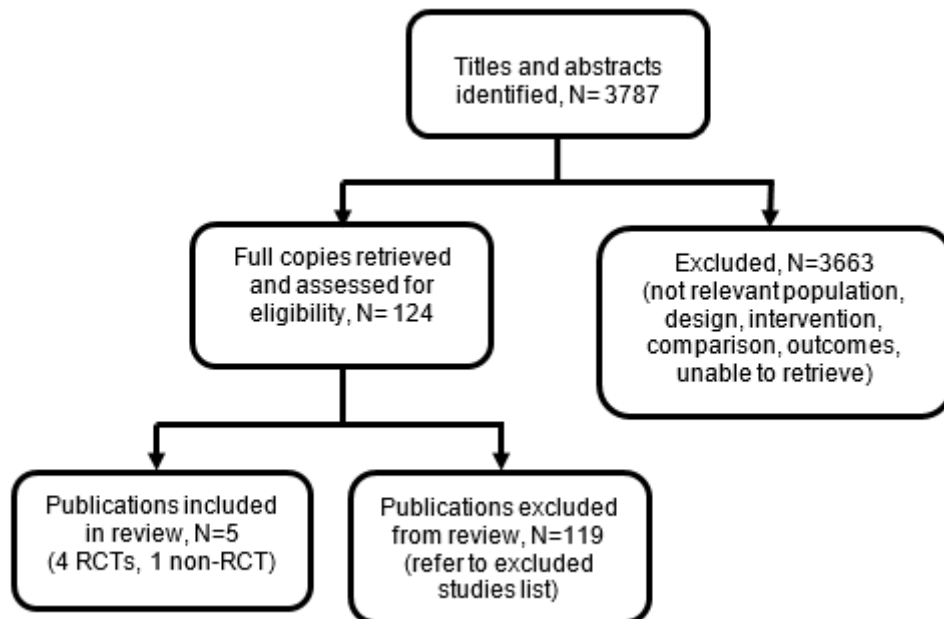 Titles and abstracts
identified, N= 3787
Full copies retrieved
and assessed for
eligibility, N= 124
Excluded, N=3663
(not relevant population,
design, intervention,
comparison, outcomes,
unable to retrieve)
Publications included
in review, N=5
(4 RCTs, 1 non-RCT)
Publications excluded
from review, N=119
(refer to excluded
studies list)